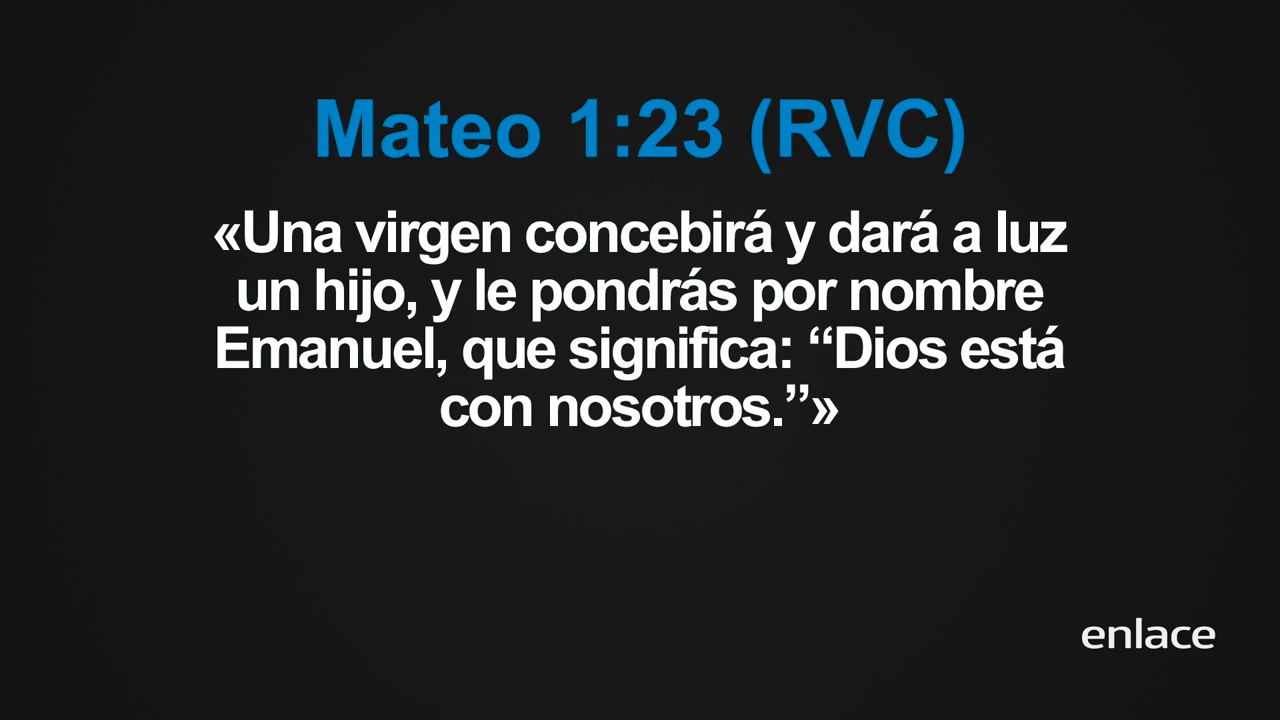 Mateo 1:23 (RVC)
«Una virgen concebirá y dará a luz
un hijo, y le pondrás por nombre
Emanuel, que significa: “Dios está
con nosotros.”»
enlace